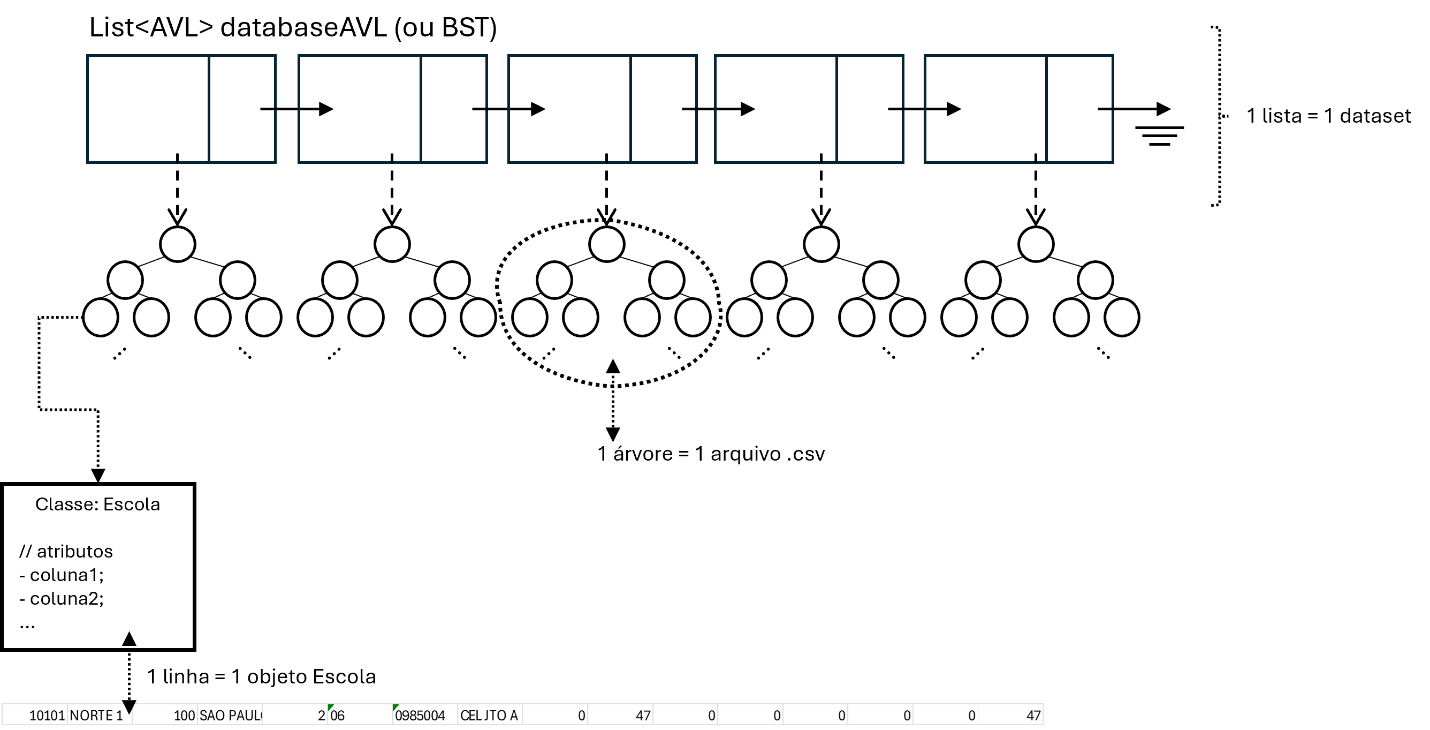 List<AVL> databaseAVL (ou BST)
1 lista = 1 dataset
1 árvore = 1 arquivo .csv
Classe: Escola
// atributos
- coluna1;
- coluna2;
...
1 linha = 1 objeto Escola
10101 NORTE 1 100 SAO PAUL 2 06 0985004 0 47 0 0 0 0 0 47